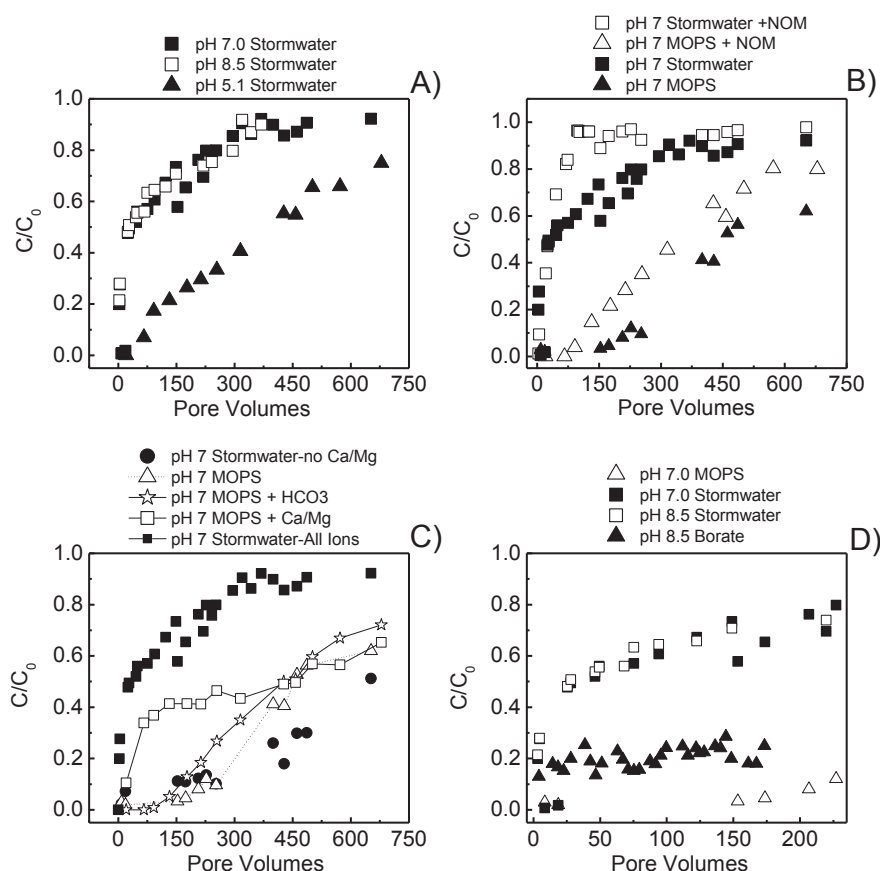 pH 7.0 Stormwater
pH 8.5 Stormwater
pH 5.1 Stormwater
A)
1.0
0.8
0.6
0.4
0.2
0.0
C/C0
0 150 300 450 600 750
Pore Volumes
pH 7 Stormwater +NOM
pH 7 MOPS + NOM
pH 7 Stormwater
pH 7 MOPS
B)
1.0
0.8
0.6
0.4
0.2
0.0
C/C0
0 150 300 450 600 750
Pore Volumes
pH 7 Stormwater-no Ca/Mg
pH 7 MOPS
pH 7 MOPS + HCO3
pH 7 MOPS + Ca/Mg
pH 7 Stormwater-All Ions
C)
1.0
0.8
0.6
0.4
0.2
0.0
C/C0
0 150 300 450 600 750
Pore Volumes
pH 7.0 MOPS
pH 7.0 Stormwater
pH 8.5 Stormwater
pH 8.5 Borate
D)
1.0
0.8
0.6
0.4
0.2
0.0
C/C0
0 50 100 150 200
Pore Volumes